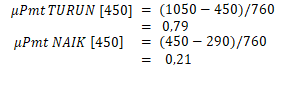 μPmt TURUN [450] = (1050 − 450)/760
= 0,79
μPmt NAIK [450] = (450 − 290)/760
= 0,21